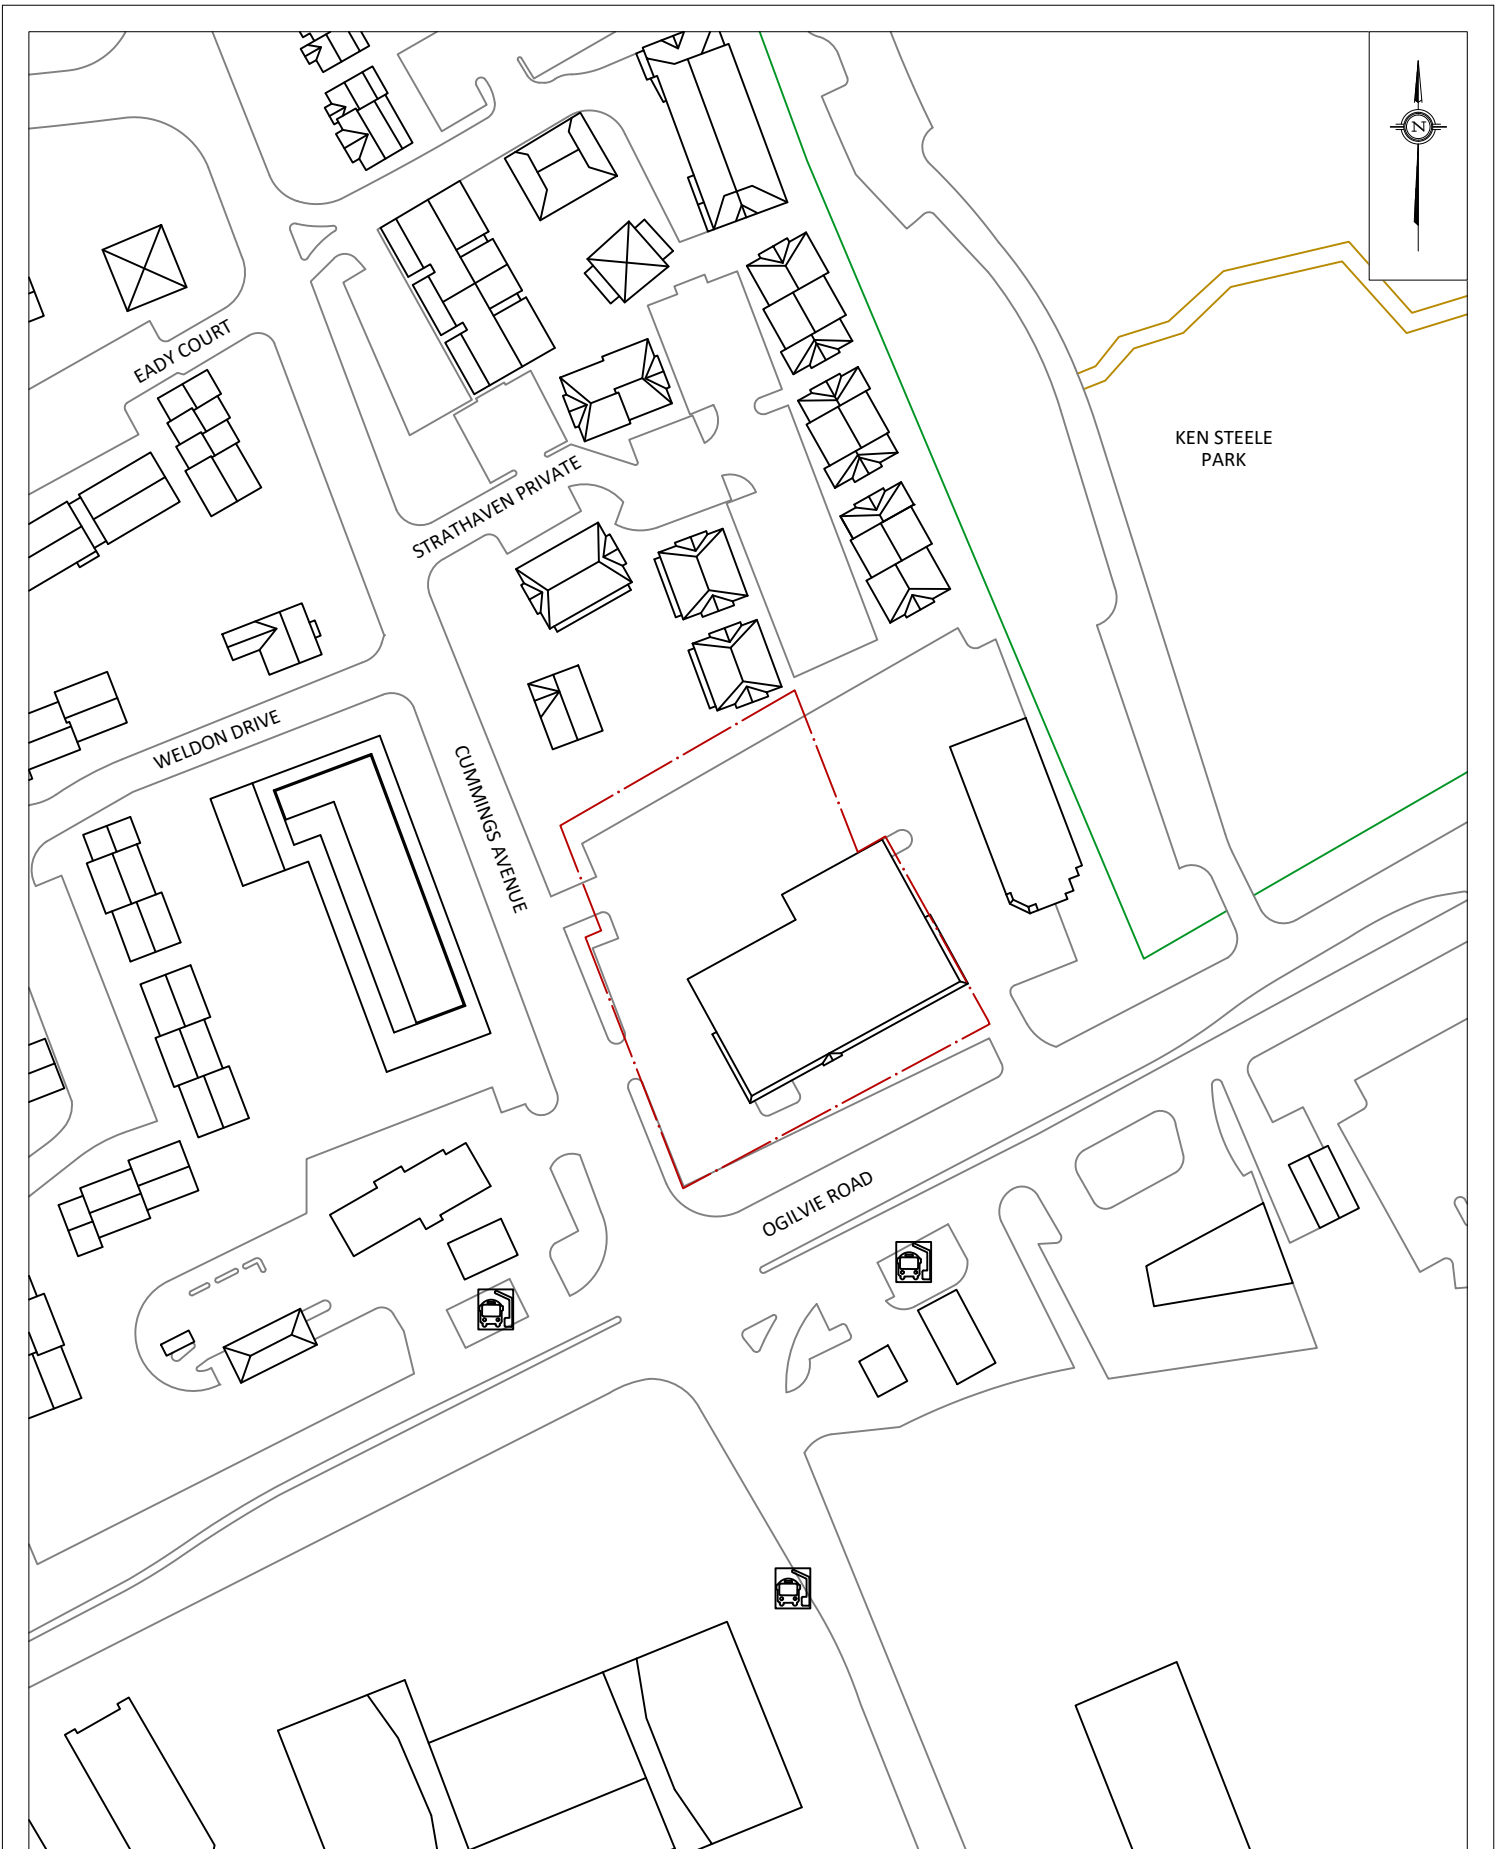 N
EADY COURT
KEN STEELE
PARK
STRATHAVEN PRIVATE
WELDON DRIVE
CUMMINGS AVENUE
OGILVIE ROAD